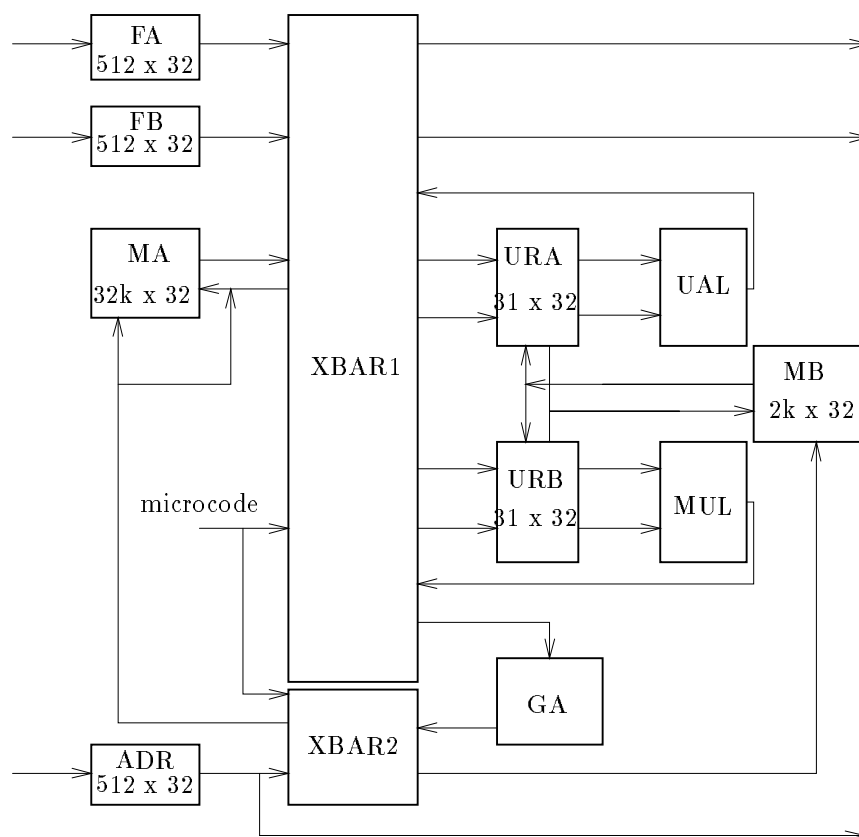 FA
512 x 32
FB
512 x 32
MA
32k x 32
URA
31 x 32
UAL
XBAR1
MB
2k x 32
URB
31 x 32
MUL
microcode
GA
XBAR2
ADR
512 x 32